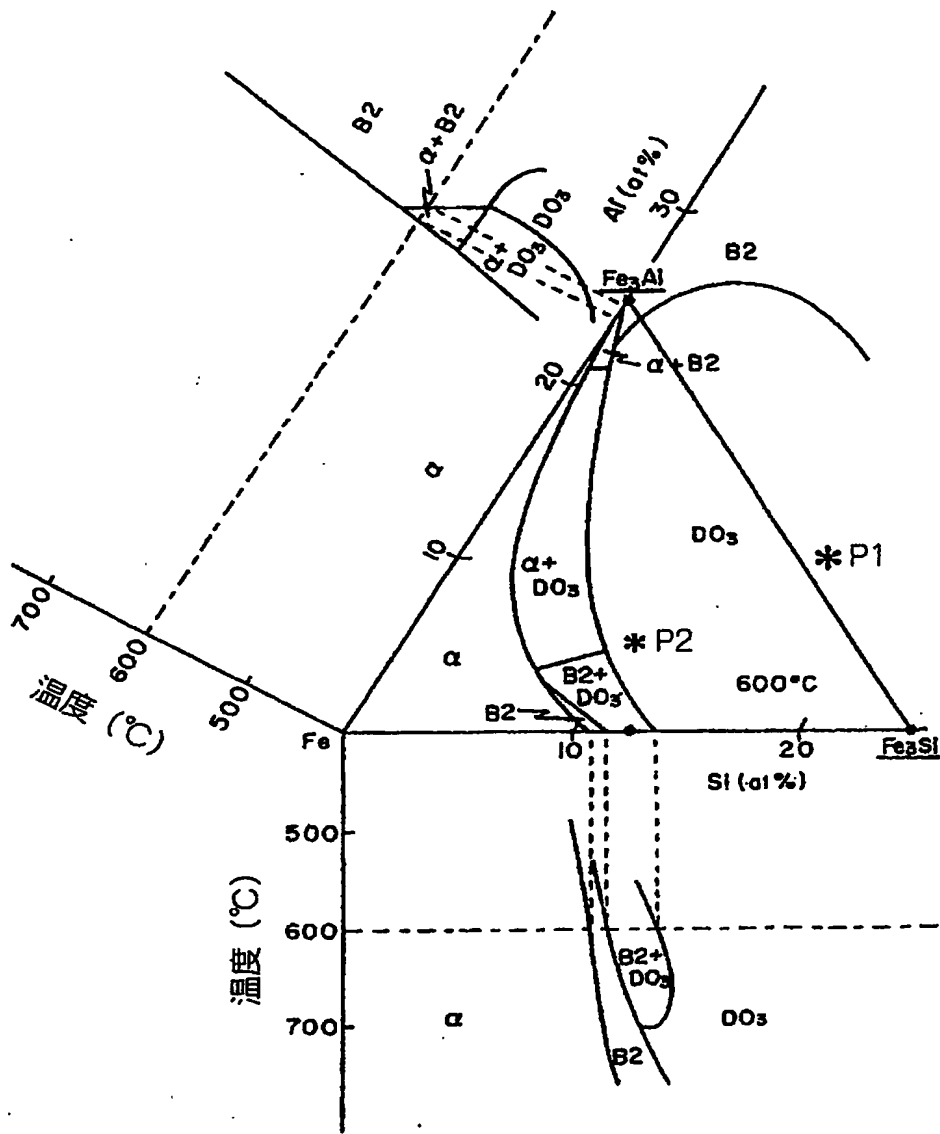 B2
α+B2
Al (at%)
30
DO₃
α+
DO₃
B2
Fe₃Al
α+B2
20
α
DO₃
10
α+
DO₃
* P1
700
600
500
温度 (℃)
α
* P2
B2+
DO₃
600°C
B2
Fe
10
20
Fe₃Si
Si (at%)
500
600
700
温度 (℃)
B2+
DO₃
α
DO₃
B2